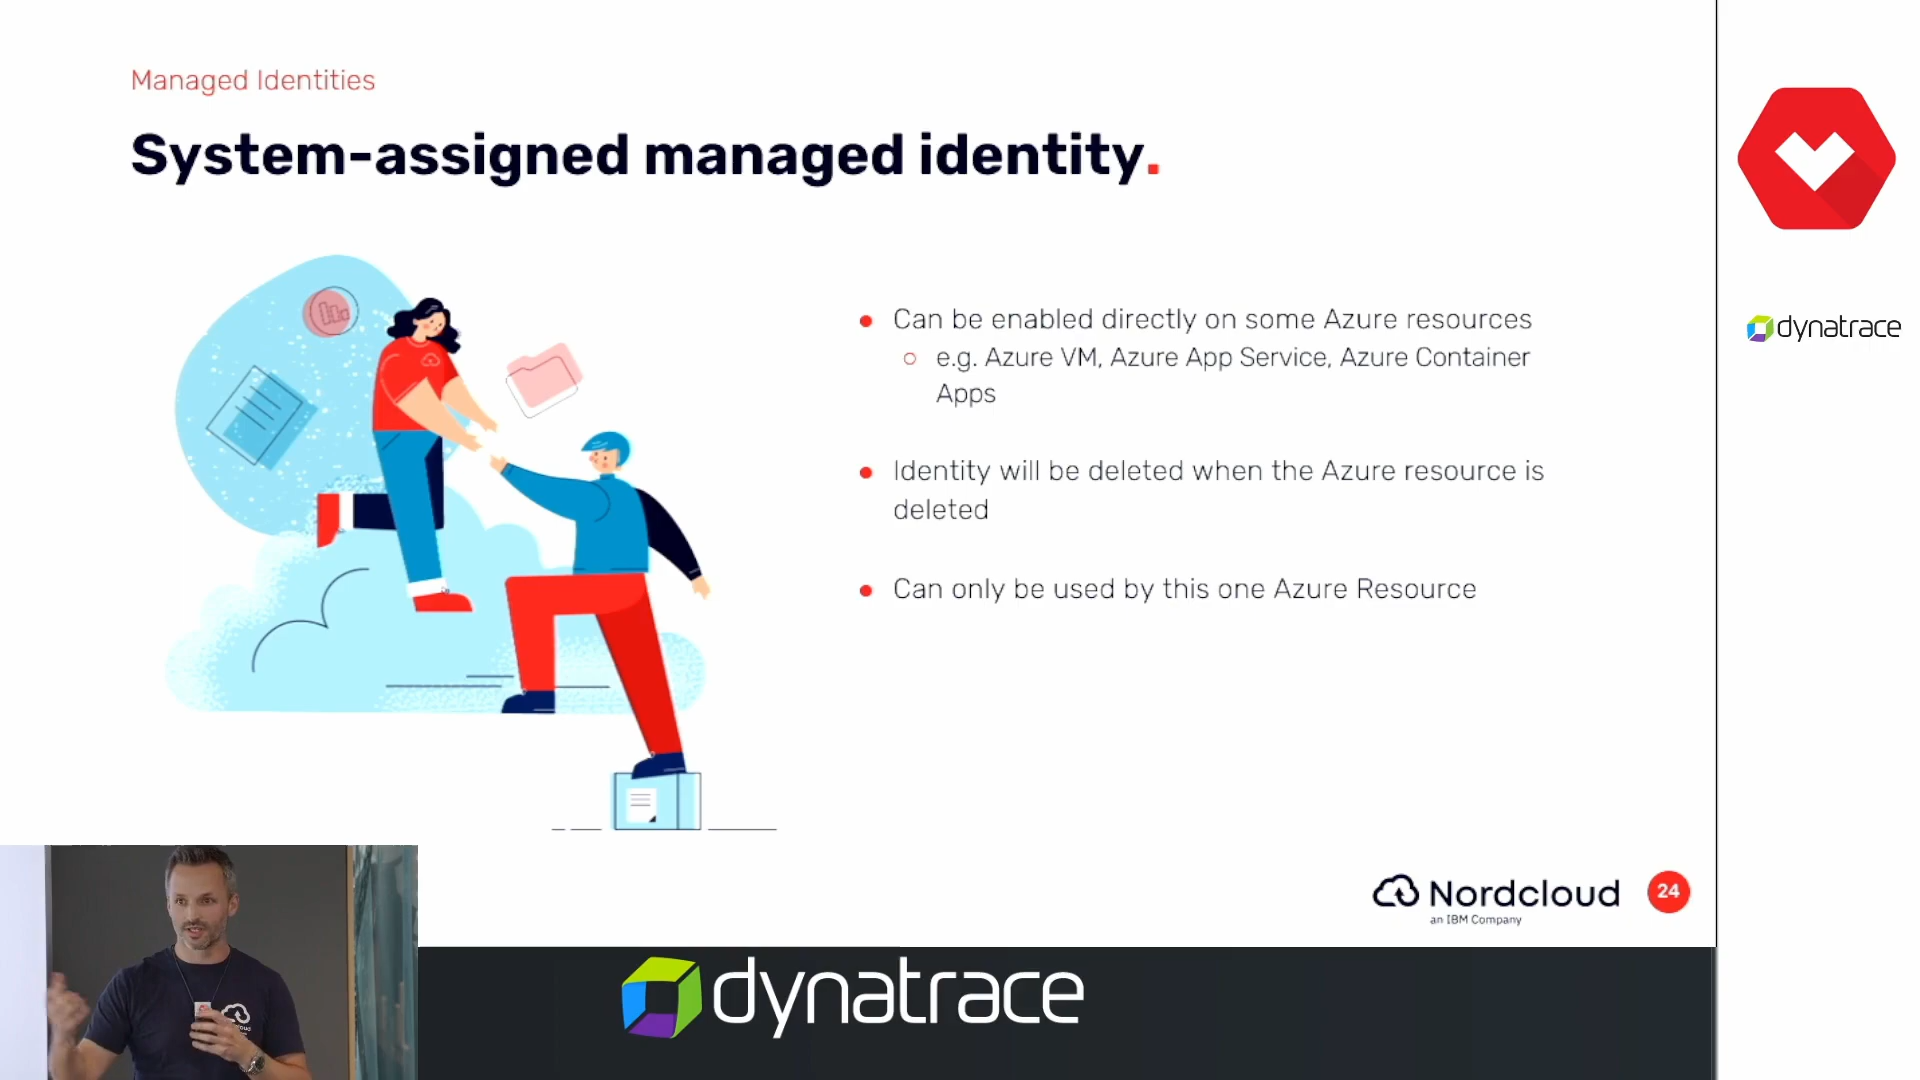 Managed Identities
System-assigned managed identity.
Can be enabled directly on some Azure resources
e.g. Azure VM, Azure App Service, Azure Container
Apps
Identity will be deleted when the Azure resource is
deleted
Can only be used by this one Azure Resource
Nordcloud
an IBM Company
24
dynatrace
dynatrace